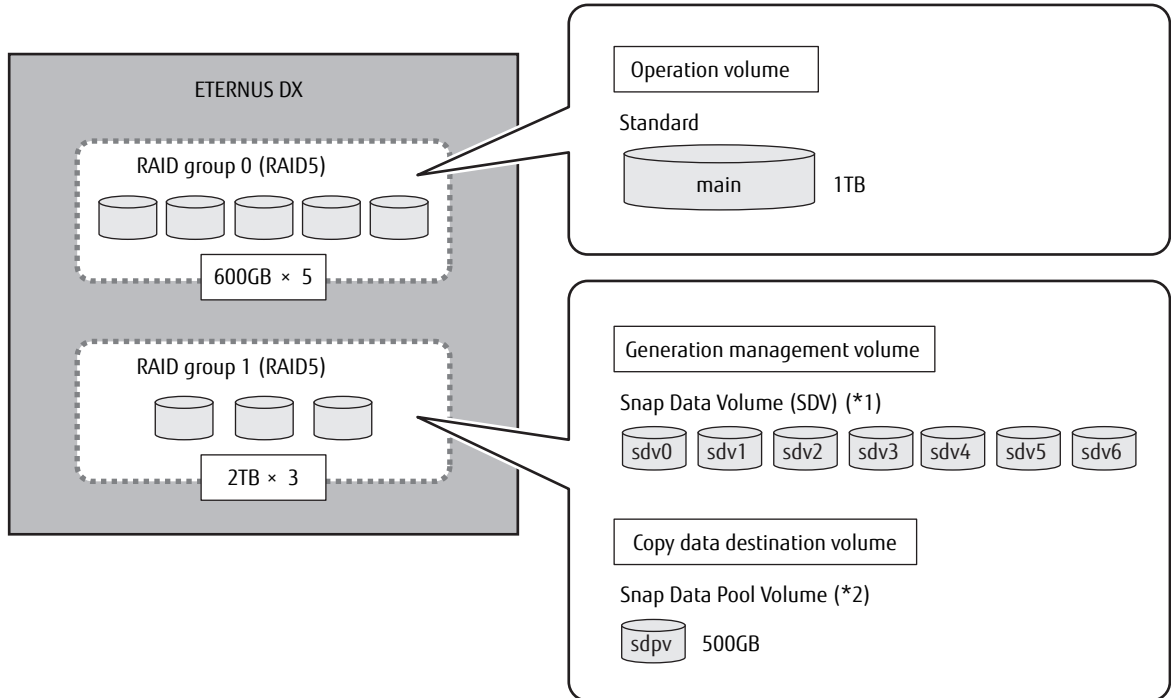 ETERNUS DX
RAID group 0 (RAID5)
600GB × 5
RAID group 1 (RAID5)
2TB × 3
Operation volume
Standard
main 1TB
Generation management volume
Snap Data Volume (SDV) (*1)
sdv0 sdv1 sdv2 sdv3 sdv4 sdv5 sdv6
Copy data destination volume
Snap Data Pool Volume (*2)
sdpv 500GB